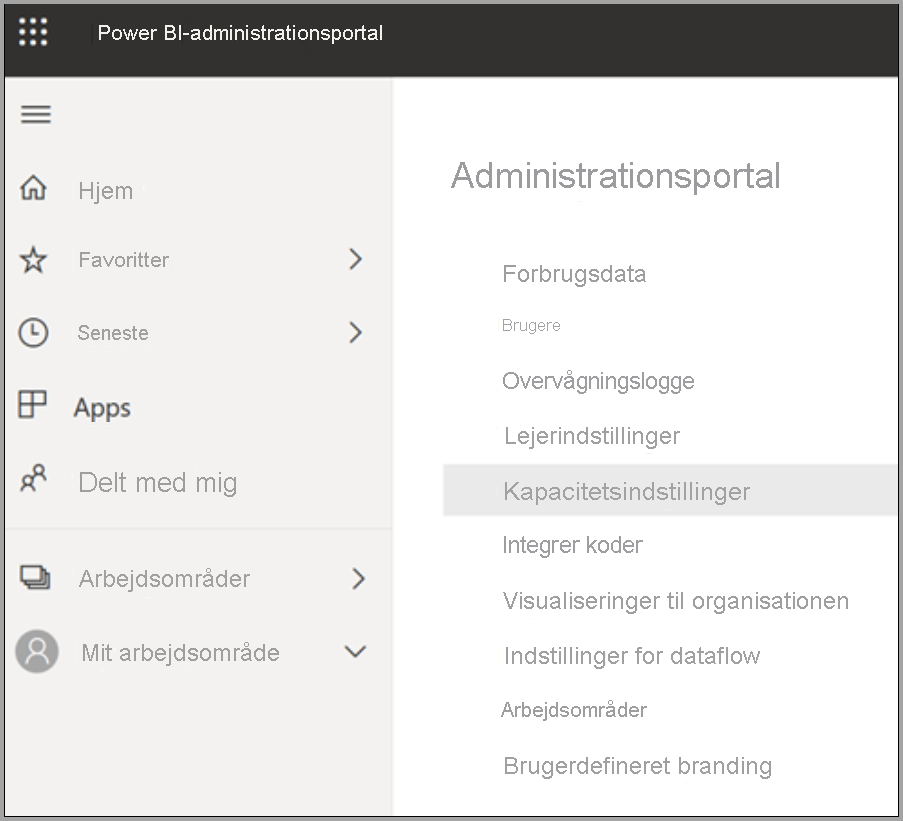 Power BI-administrationsportal
Hjem
Favoritter
Seneste
Apps
Delt med mig
Arbejdsområder
Mit arbejdsområde
Administrationsportal
Forbrugsdata
Brugere
Overvågningslogge
Lejerindstillinger
Kapacitetsindstillinger
Integrer koder
Visualiseringer til organisationen
Indstillinger for dataflow
Arbejdsområder
Brugerdefineret branding